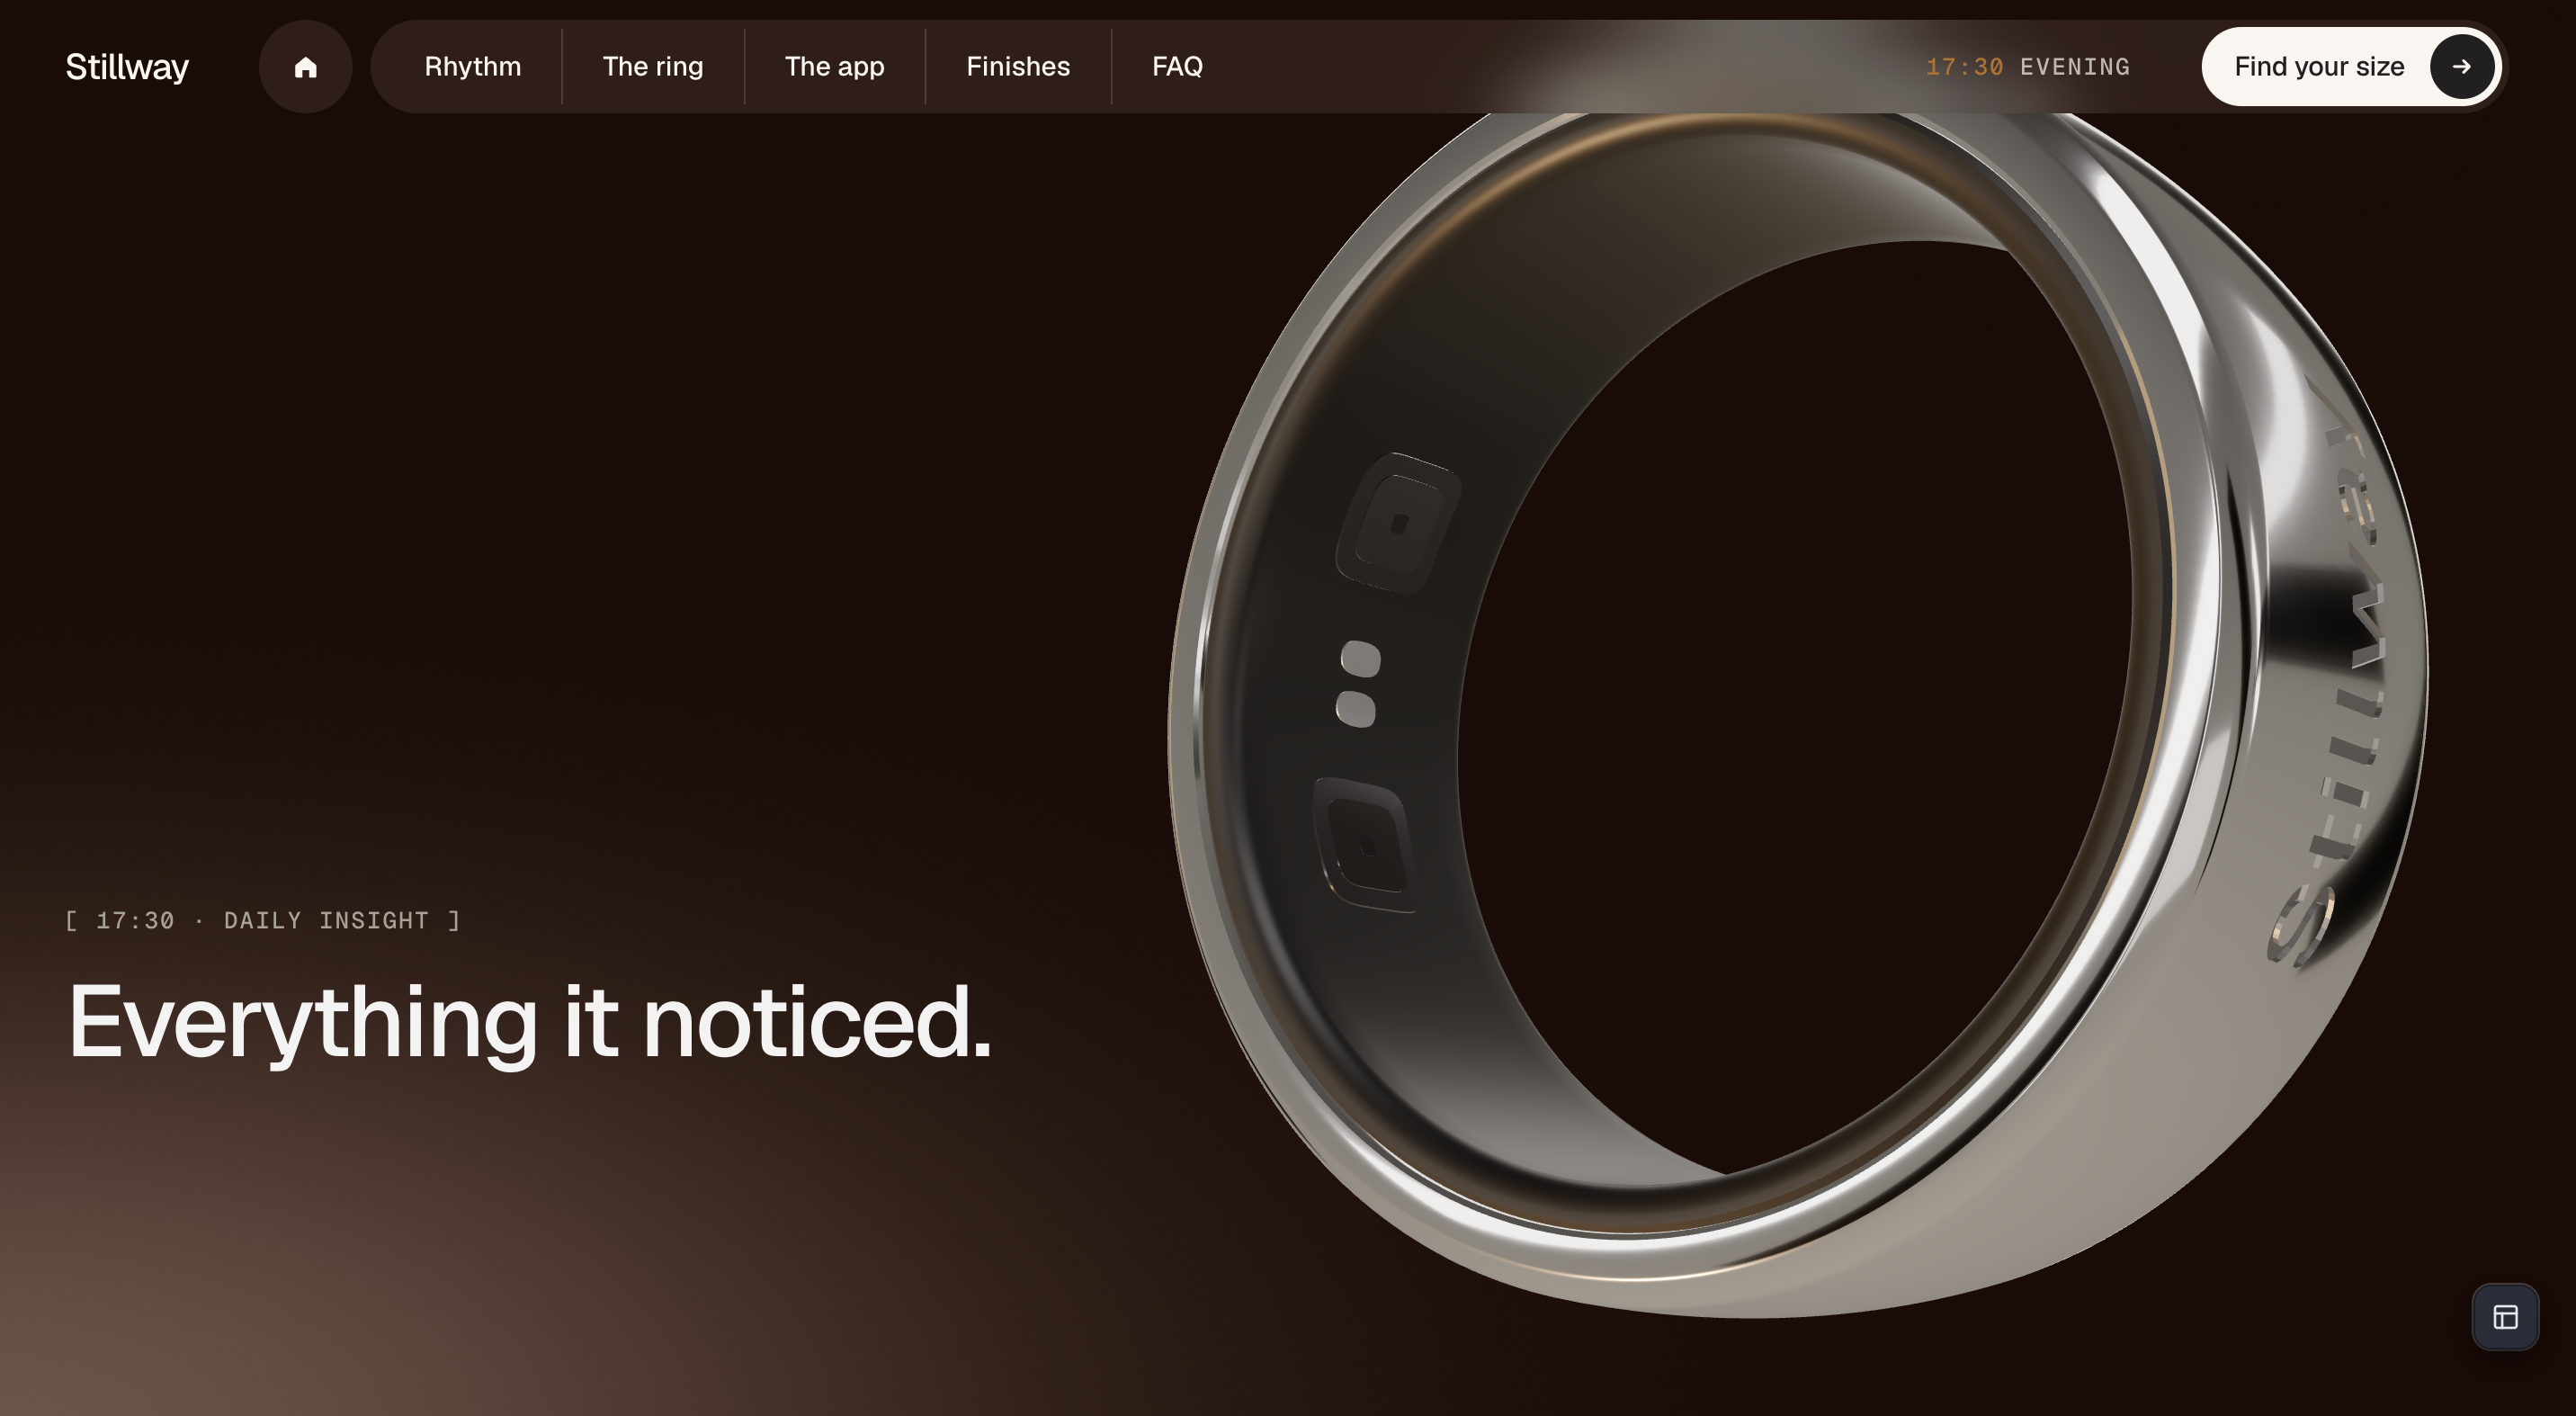 Stillway
Rhythm
The ring
The app
Finishes
FAQ
17:30 EVENING
Find your size
Stillway
[ 17:30 · DAILY INSIGHT ]
Everything it noticed.